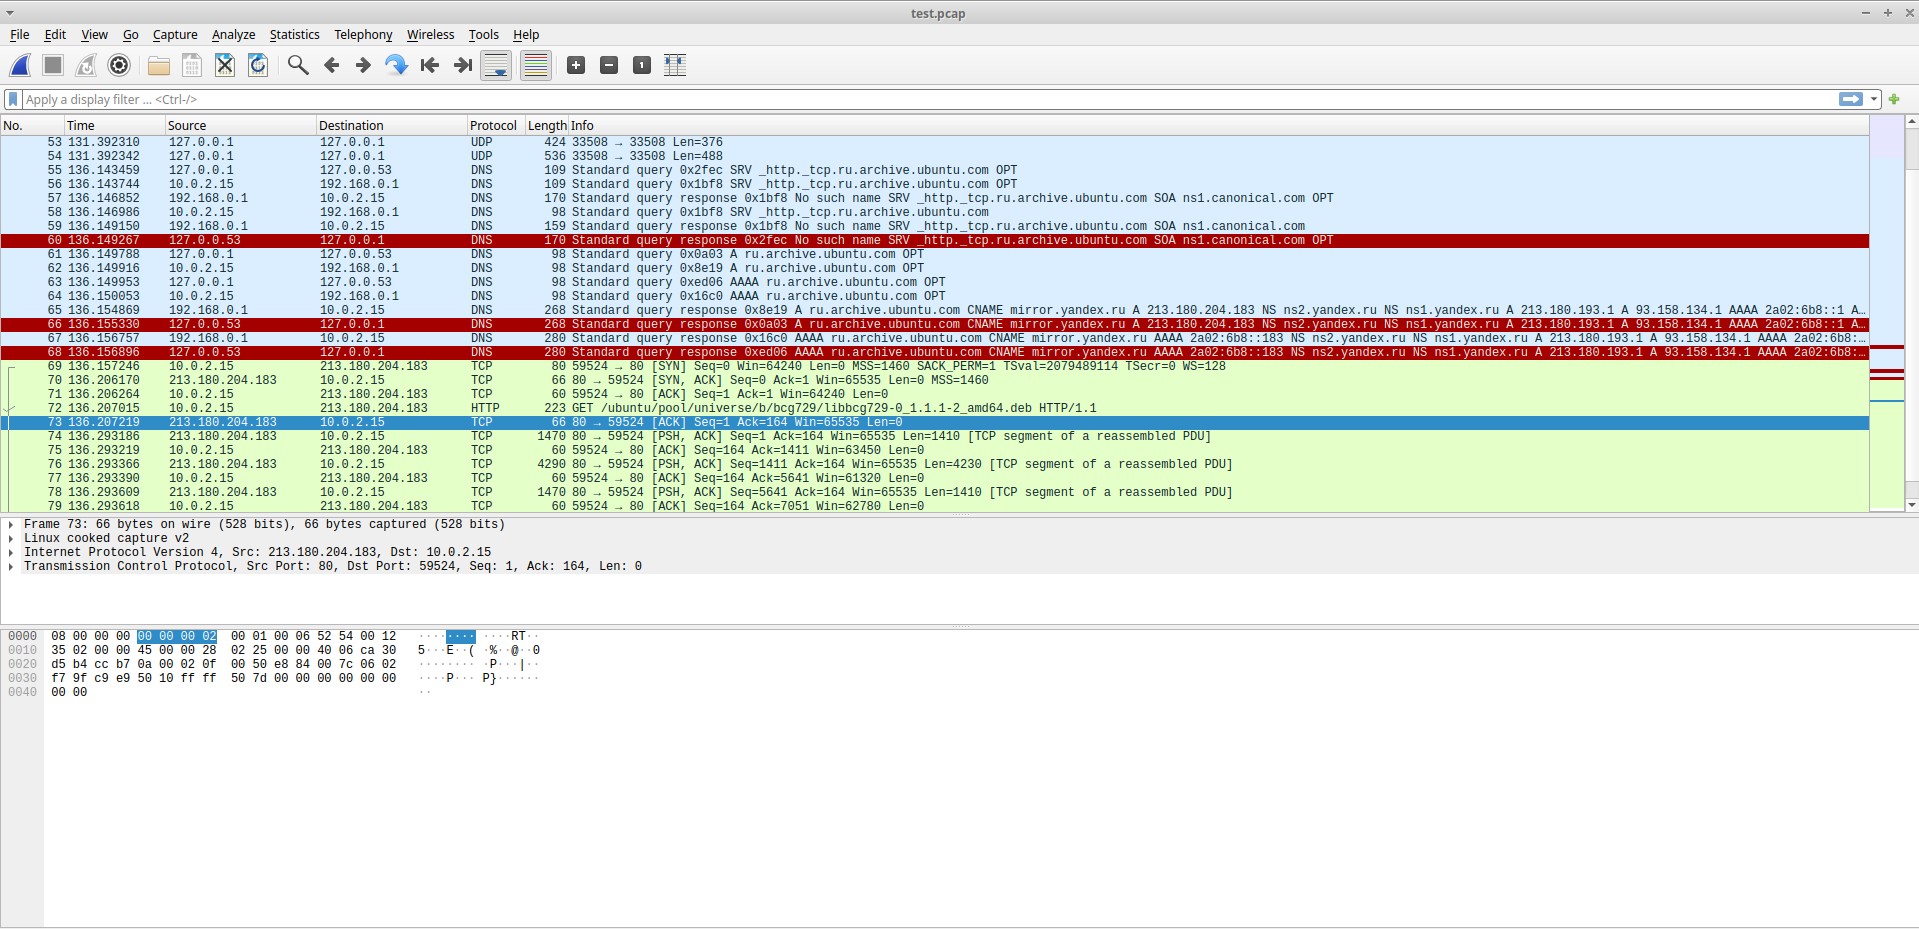 test.pcap
File Edit View Go Capture Analyze Statistics Telephony Wireless Tools Help
Apply a display filter ... <Ctrl-/>
No. Time Source Destination Protocol Length Info
53 131.392310 127.0.0.1 127.0.0.1 UDP 424 33508 → 33508 Len=376
54 131.392342 127.0.0.1 127.0.0.1 UDP 536 33508 → 33508 Len=488
55 136.143459 127.0.0.1 127.0.0.53 DNS 109 Standard query 0x2fec SRV _http._tcp.ru.archive.ubuntu.com OPT
56 136.143744 10.0.2.15 192.168.0.1 DNS 109 Standard query 0x1bf8 SRV _http._tcp.ru.archive.ubuntu.com OPT
57 136.146852 192.168.0.1 10.0.2.15 DNS 170 Standard query response 0x1bf8 No such name SRV _http._tcp.ru.archive.ubuntu.com SOA ns1.canonical.com OPT
58 136.146986 10.0.2.15 192.168.0.1 DNS 98 Standard query 0x1bf8 SRV _http._tcp.ru.archive.ubuntu.com
59 136.149150 192.168.0.1 10.0.2.15 DNS 159 Standard query response 0x1bf8 No such name SRV _http._tcp.ru.archive.ubuntu.com SOA ns1.canonical.com
60 136.149267 127.0.0.53 127.0.0.1 DNS 170 Standard query response 0x2fec No such name SRV _http._tcp.ru.archive.ubuntu.com SOA ns1.canonical.com OPT
61 136.149788 127.0.0.1 127.0.0.53 DNS 98 Standard query 0x0a03 A ru.archive.ubuntu.com OPT
62 136.149916 10.0.2.15 192.168.0.1 DNS 98 Standard query 0x8e19 A ru.archive.ubuntu.com OPT
63 136.149953 127.0.0.1 127.0.0.53 DNS 98 Standard query 0xed06 AAAA ru.archive.ubuntu.com OPT
64 136.150053 10.0.2.15 192.168.0.1 DNS 98 Standard query 0x16c0 AAAA ru.archive.ubuntu.com OPT
65 136.154869 192.168.0.1 10.0.2.15 DNS 268 Standard query response 0x8e19 A ru.archive.ubuntu.com CNAME mirror.yandex.ru A 213.180.204.183 NS ns2.yandex.ru NS ns1.yandex.ru A 213.180.193.1 A 93.158.134.1 AAAA 2a02:6b8::1 A…
66 136.155330 127.0.0.53 127.0.0.1 DNS 268 Standard query response 0x0a03 A ru.archive.ubuntu.com CNAME mirror.yandex.ru A 213.180.204.183 NS ns2.yandex.ru NS ns1.yandex.ru A 213.180.193.1 A 93.158.134.1 AAAA 2a02:6b8::1 A…
67 136.156757 192.168.0.1 10.0.2.15 DNS 280 Standard query response 0x16c0 AAAA ru.archive.ubuntu.com CNAME mirror.yandex.ru AAAA 2a02:6b8::183 NS ns2.yandex.ru NS ns1.yandex.ru A 213.180.193.1 A 93.158.134.1 AAAA 2a02:6b8:…
68 136.156896 127.0.0.53 127.0.0.1 DNS 280 Standard query response 0xed06 AAAA ru.archive.ubuntu.com CNAME mirror.yandex.ru AAAA 2a02:6b8::183 NS ns2.yandex.ru NS ns1.yandex.ru A 213.180.193.1 A 93.158.134.1 AAAA 2a02:6b8:…
69 136.157246 10.0.2.15 213.180.204.183 TCP 80 59524 → 80 [SYN] Seq=0 Win=64240 Len=0 MSS=1460 SACK_PERM=1 TSval=2079489114 TSecr=0 WS=128
70 136.206170 213.180.204.183 10.0.2.15 TCP 66 80 → 59524 [SYN, ACK] Seq=0 Ack=1 Win=65535 Len=0 MSS=1460
71 136.206264 10.0.2.15 213.180.204.183 TCP 60 59524 → 80 [ACK] Seq=1 Ack=1 Win=64240 Len=0
72 136.207015 10.0.2.15 213.180.204.183 HTTP 223 GET /ubuntu/pool/universe/b/bcg729/libbcg729-0_1.1.1-2_amd64.deb HTTP/1.1
73 136.207219 213.180.204.183 10.0.2.15 TCP 66 80 → 59524 [ACK] Seq=1 Ack=164 Win=65535 Len=0
74 136.293186 213.180.204.183 10.0.2.15 TCP 1470 80 → 59524 [PSH, ACK] Seq=1 Ack=164 Win=65535 Len=1410 [TCP segment of a reassembled PDU]
75 136.293219 10.0.2.15 213.180.204.183 TCP 60 59524 → 80 [ACK] Seq=164 Ack=1411 Win=63450 Len=0
76 136.293366 213.180.204.183 10.0.2.15 TCP 4290 80 → 59524 [PSH, ACK] Seq=1411 Ack=164 Win=65535 Len=4230 [TCP segment of a reassembled PDU]
77 136.293390 10.0.2.15 213.180.204.183 TCP 60 59524 → 80 [ACK] Seq=164 Ack=5641 Win=61320 Len=0
78 136.293609 213.180.204.183 10.0.2.15 TCP 1470 80 → 59524 [PSH, ACK] Seq=5641 Ack=164 Win=65535 Len=1410 [TCP segment of a reassembled PDU]
79 136.293618 10.0.2.15 213.180.204.183 TCP 60 59524 → 80 [ACK] Seq=164 Ack=7051 Win=62780 Len=0
Frame 73: 66 bytes on wire (528 bits), 66 bytes captured (528 bits)
Linux cooked capture v2
Internet Protocol Version 4, Src: 213.180.204.183, Dst: 10.0.2.15
Transmission Control Protocol, Src Port: 80, Dst Port: 59524, Seq: 1, Ack: 164, Len: 0
0000 08 00 00 00 00 00 00 02 00 01 00 06 52 54 00 12 ········ ····RT··
0010 35 02 00 00 45 00 00 28 02 25 00 00 40 06 ca 30 5···E··( ·%··@··0
0020 d5 b4 cc b7 0a 00 02 0f 00 50 e8 84 00 7c 06 02 ········ ·P···|··
0030 f7 9f c9 e9 50 10 ff ff 50 7d 00 00 00 00 00 00 ····P··· P}······
0040 00 00 ··